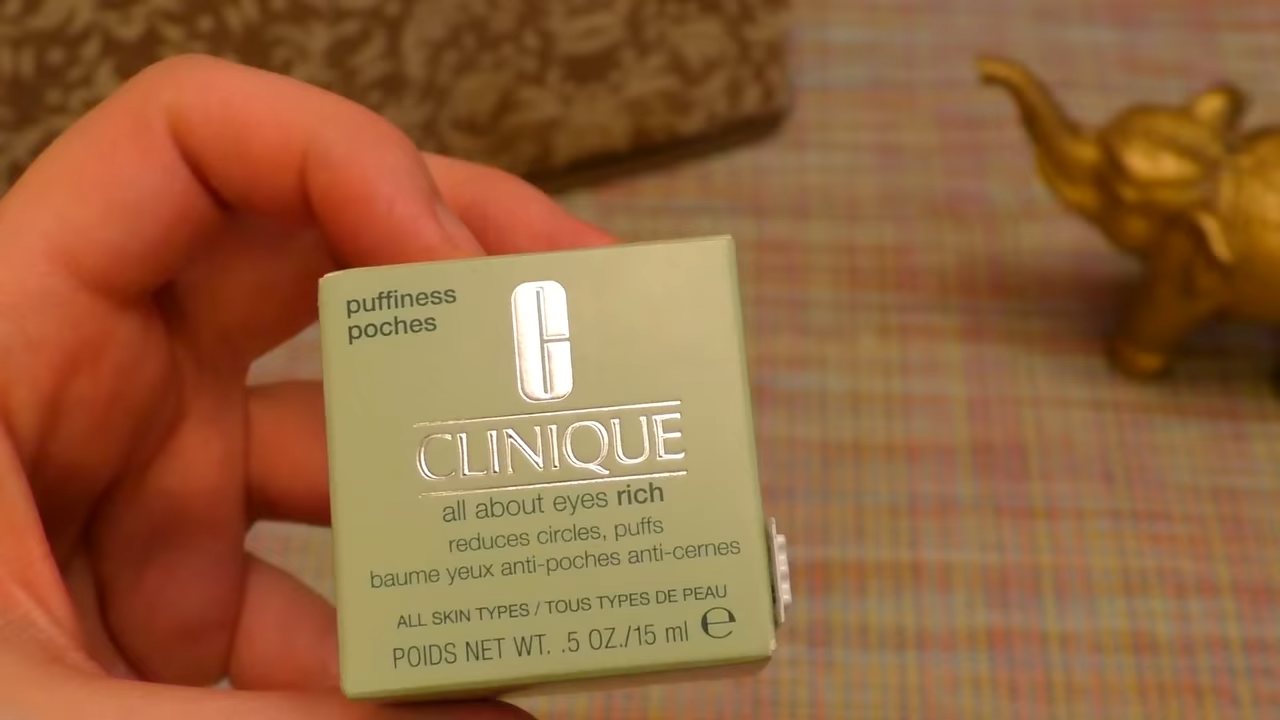 puffiness
poches
C
CLINIQUE
all about eyes rich
reduces circles, puffs
baume yeux anti-poches anti-cernes
ALL SKIN TYPES / TOUS TYPES DE PEAU
POIDS NET WT. .5 OZ./15 ml ℮